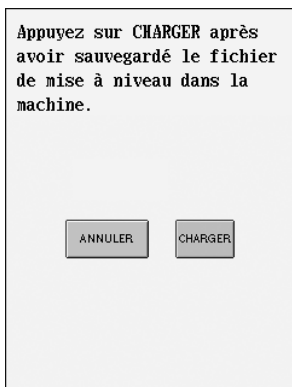 Appuyez sur CHARGER après
avoir sauvegardé le fichier
de mise à niveau dans la
machine.
ANNULER CHARGER